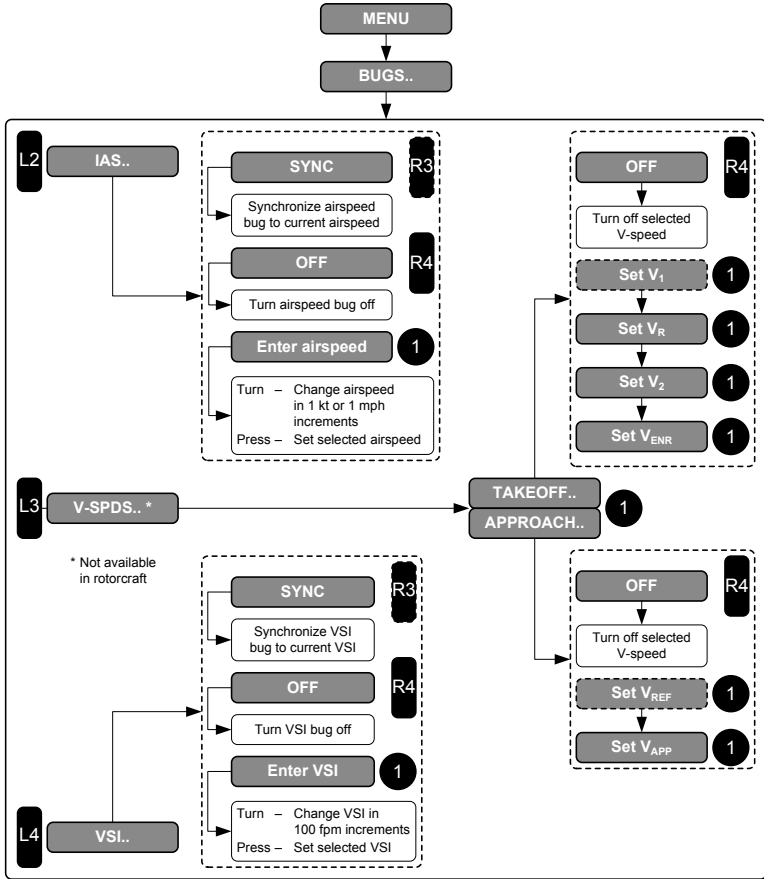 MENU
BUGS..
L2
IAS..
SYNC
R3
Synchronize airspeed
bug to current airspeed
OFF
R4
Turn airspeed bug off
Enter airspeed
1
Turn – Change airspeed
in 1 kt or 1 mph
increments
Press – Set selected airspeed
OFF
R4
Turn off selected
V-speed
Set V1
1
Set VR
1
Set V2
1
Set VENR
1
L3
V-SPDS.. *
TAKEOFF..
APPROACH..
1
* Not available
in rotorcraft
SYNC
R3
Synchronize VSI
bug to current VSI
OFF
R4
Turn VSI bug off
Enter VSI
1
Turn – Change VSI in
100 fpm increments
Press – Set selected VSI
L4
VSI..
OFF
R4
Turn off selected
V-speed
Set VREF
1
Set VAPP
1